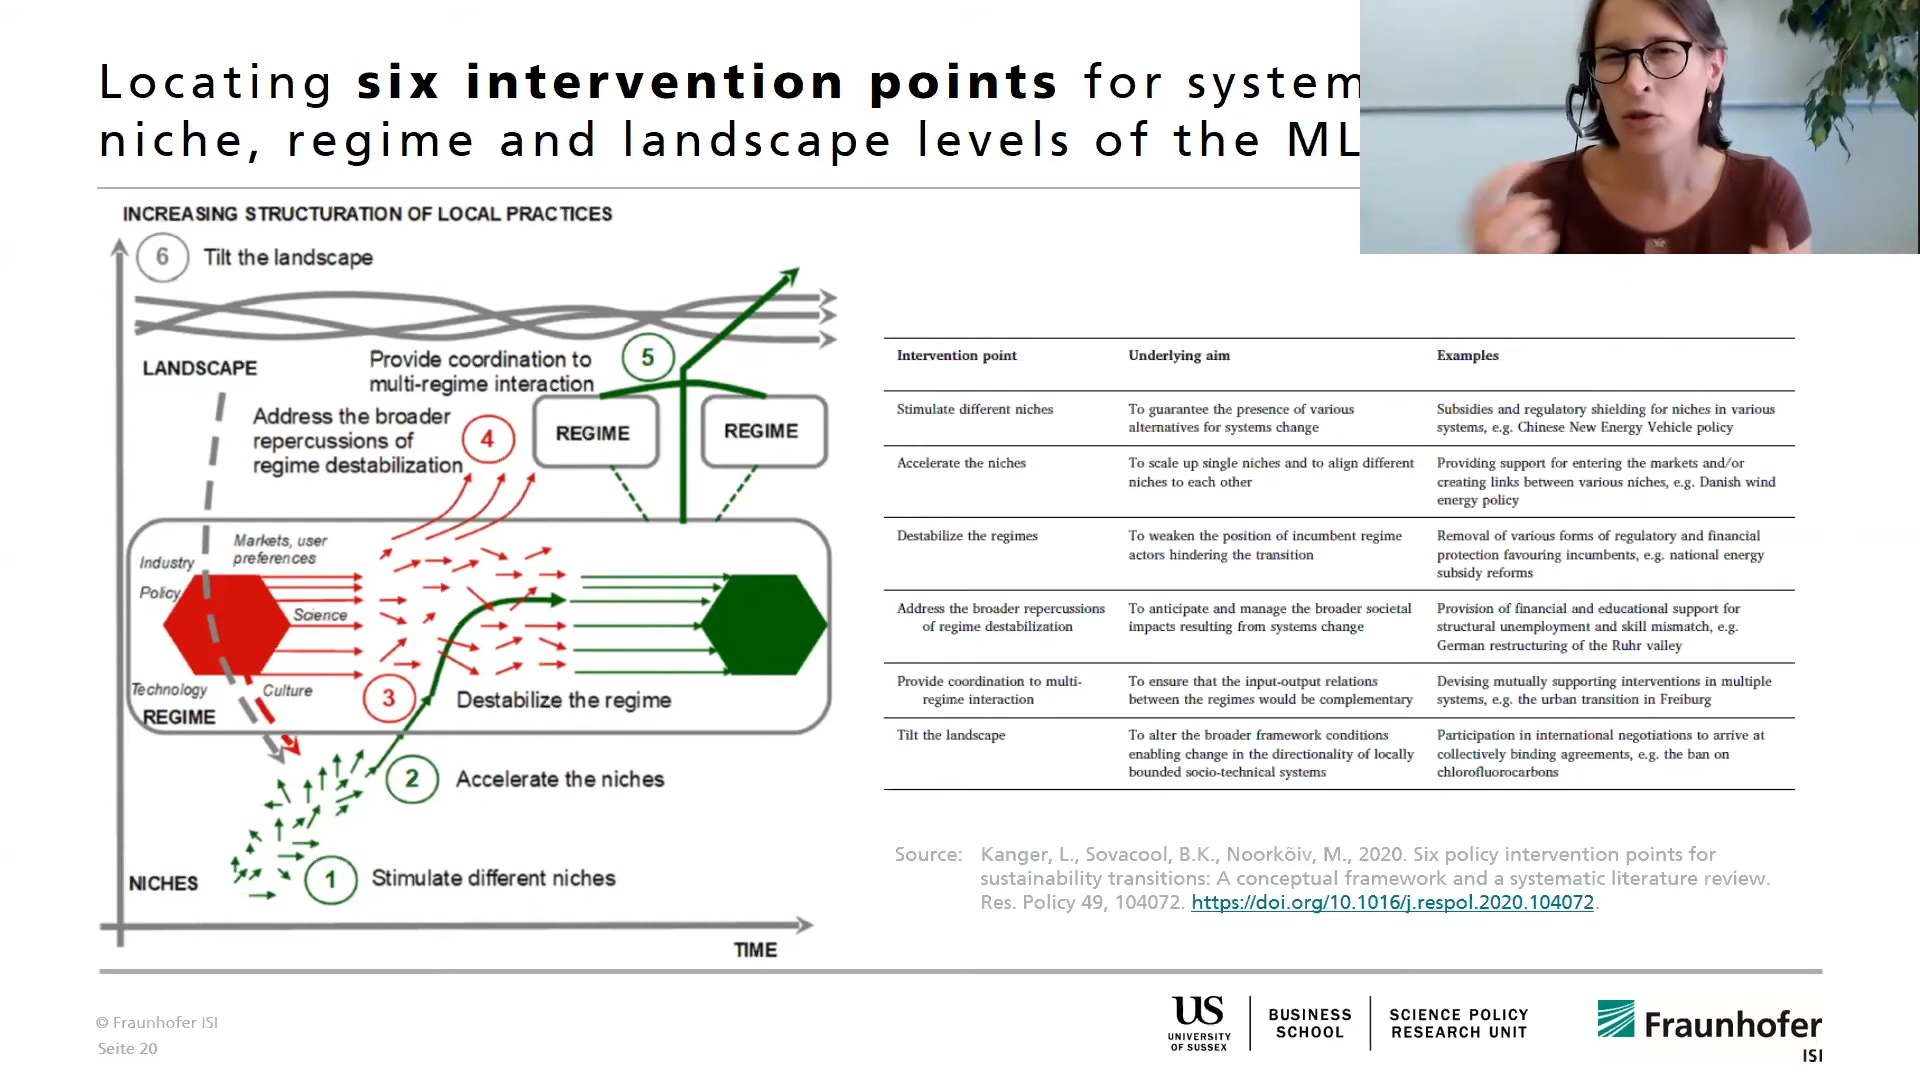 Locating six intervention points for system
niche, regime and landscape levels of the ML
INCREASING STRUCTURATION OF LOCAL PRACTICES
6 Tilt the landscape
LANDSCAPE
Provide coordination to
multi-regime interaction
5
Address the broader
repercussions of
regime destabilization
4
REGIME
REGIME
Markets, user
preferences
Industry
Policy
Science
Technology
Culture
REGIME
3 Destabilize the regime
2 Accelerate the niches
1 Stimulate different niches
NICHES
TIME
Intervention point Underlying aim Examples
Stimulate different niches To guarantee the presence of various Subsidies and regulatory shielding for niches in various
alternatives for systems change systems, e.g. Chinese New Energy Vehicle policy
Accelerate the niches To scale up single niches and to align different Providing support for entering the markets and/or
niches to each other creating links between various niches, e.g. Danish wind
energy policy
Destabilize the regimes To weaken the position of incumbent regime Removal of various forms of regulatory and financial
actors hindering the transition protection favouring incumbents, e.g. national energy
subsidy reforms
Address the broader repercussions To anticipate and manage the broader societal Provision of financial and educational support for
of regime destabilization impacts resulting from systems change structural unemployment and skill mismatch, e.g.
German restructuring of the Ruhr valley
Provide coordination to multi- To ensure that the input-output relations Devising mutually supporting interventions in multiple
regime interaction between the regimes would be complementary systems, e.g. the urban transition in Freiburg
Tilt the landscape To alter the broader framework conditions Participation in international negotiations to arrive at
enabling change in the directionality of locally collectively binding agreements, e.g. the ban on
bounded socio-technical systems chlorofluorocarbons
Source: Kanger, L., Sovacool, B.K., Noorkõiv, M., 2020. Six policy intervention points for
sustainability transitions: A conceptual framework and a systematic literature review.
Res. Policy 49, 104072. https://doi.org/10.1016/j.respol.2020.104072.
© Fraunhofer ISI
Seite 20
US
UNIVERSITY
OF SUSSEX
BUSINESS
SCHOOL
SCIENCE POLICY
RESEARCH UNIT
Fraunhofer
ISI